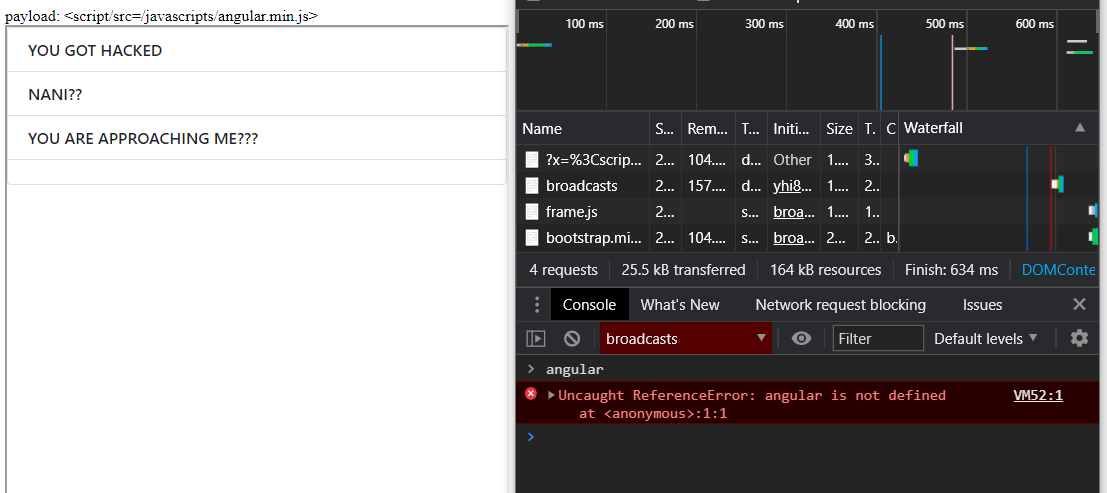 payload: <script/src=/javascripts/angular.min.js>
YOU GOT HACKED
NANI??
YOU ARE APPROACHING ME???
100 ms 200 ms 300 ms 400 ms 500 ms 600 ms
Name S... Rem... T... Initi... Size T. C Waterfall
?x=%3Cscrip... 2... 104.... d... Other 1.... 3...
broadcasts 2... 157.... d... yhi8... 1.... 2...
frame.js 2... s... broa... 1.... 1...
bootstrap.mi... 2... 104.... s... broa... 2... 2.. b.
4 requests 25.5 kB transferred 164 kB resources Finish: 634 ms DOMConte
Console What's New Network request blocking Issues
broadcasts Filter Default levels
angular
Uncaught ReferenceError: angular is not defined VM52:1
at <anonymous>:1:1